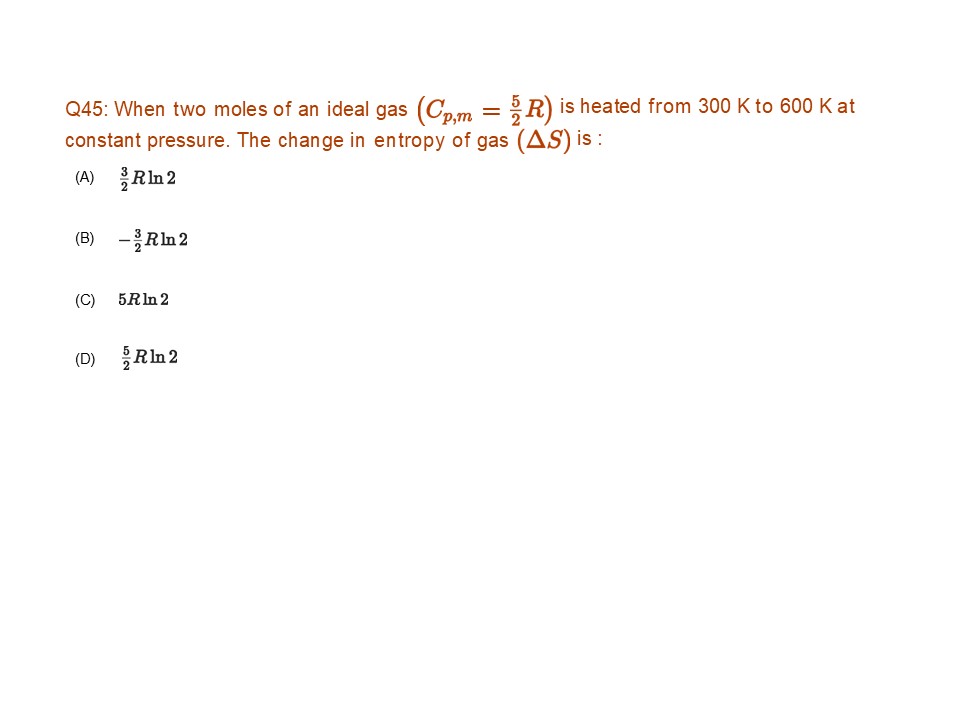 Q45: When two moles of an ideal gas $\left(C_{p,m} = \frac{5}{2}R\right)$ is heated from 300 K to 600 K at
constant pressure. The change in entropy of gas $(\Delta S)$ is :
(A) $\frac{3}{2}R\ln 2$
(B) $-\frac{3}{2}R\ln 2$
(C) $5R\ln 2$
(D) $\frac{5}{2}R\ln 2$